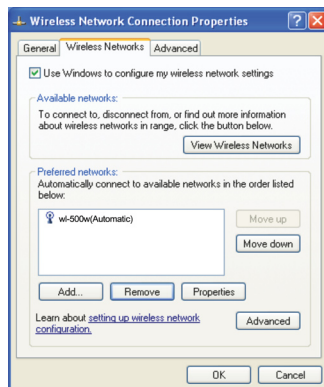 Wireless Network Connection Properties
General Wireless Networks Advanced
Use Windows to configure my wireless network settings
Available networks:
To connect to, disconnect from, or find out more information
about wireless networks in range, click the button below.
View Wireless Networks
Preferred networks:
Automatically connect to available networks in the order listed
below:
wl-500w(Automatic)
Move up
Move down
Add... Remove Properties
Learn about setting up wireless network
configuration.
Advanced
OK Cancel